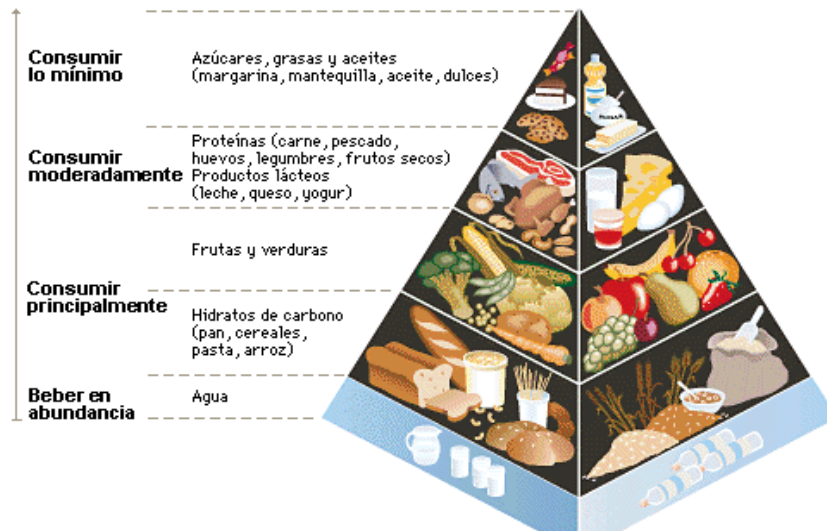 Consumir
lo mínimo
Azúcares, grasas y aceites
(margarina, mantequilla, aceite, dulces)
Consumir
moderadamente
Proteínas (carne, pescado,
huevos, legumbres, frutos secos)
Productos lácteos
(leche, queso, yogur)
Frutas y verduras
Consumir
principalmente
Hidratos de carbono
(pan, cereales,
pasta, arroz)
Beber en
abundancia
Agua